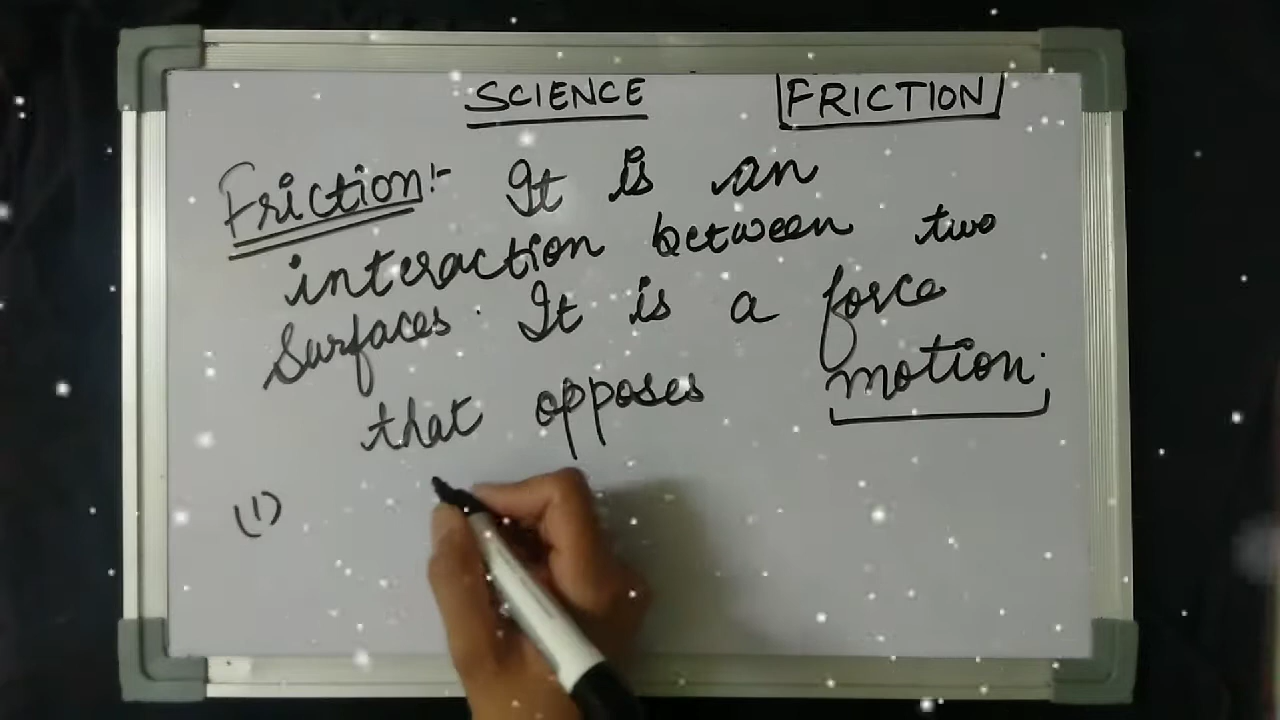 SCIENCE FRICTION
Friction:- It is an
interaction between two
Surfaces. It is a force
that opposes motion.
(1)